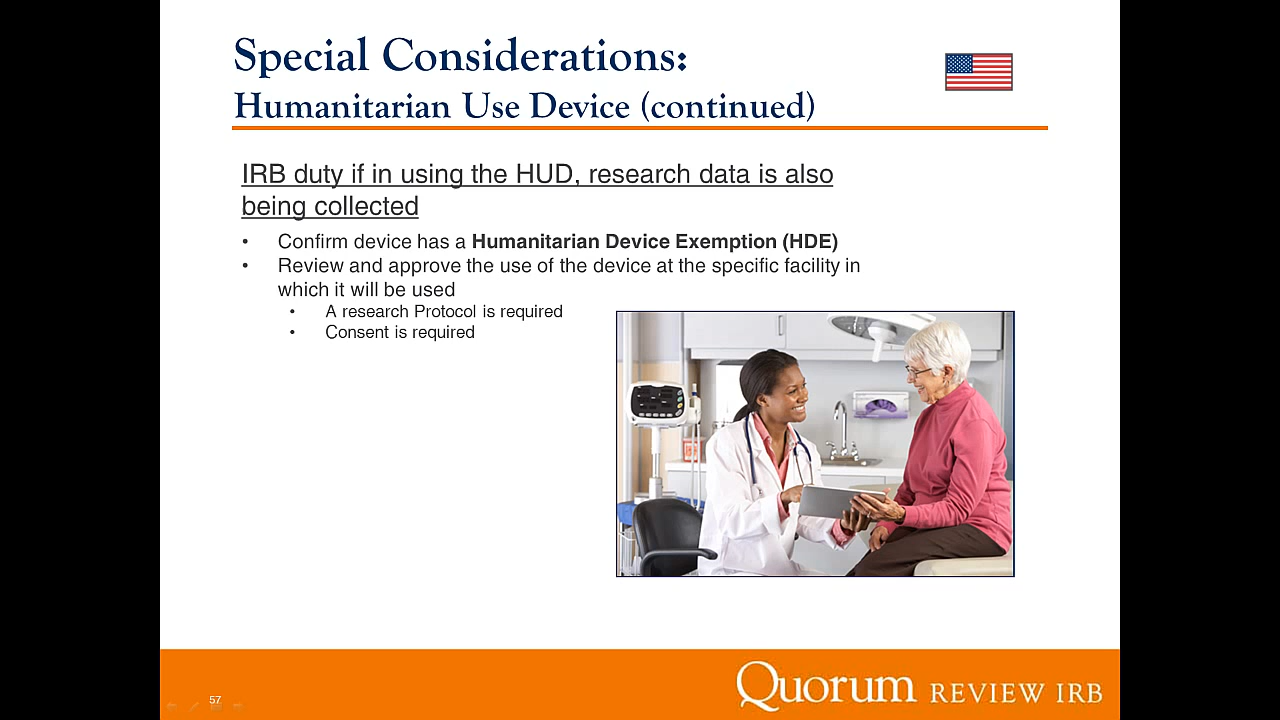 Special Considerations:
Humanitarian Use Device (continued)
IRB duty if in using the HUD, research data is also
being collected
• Confirm device has a Humanitarian Device Exemption (HDE)
• Review and approve the use of the device at the specific facility in
which it will be used
• A research Protocol is required
• Consent is required
57
Quorum REVIEW IRB